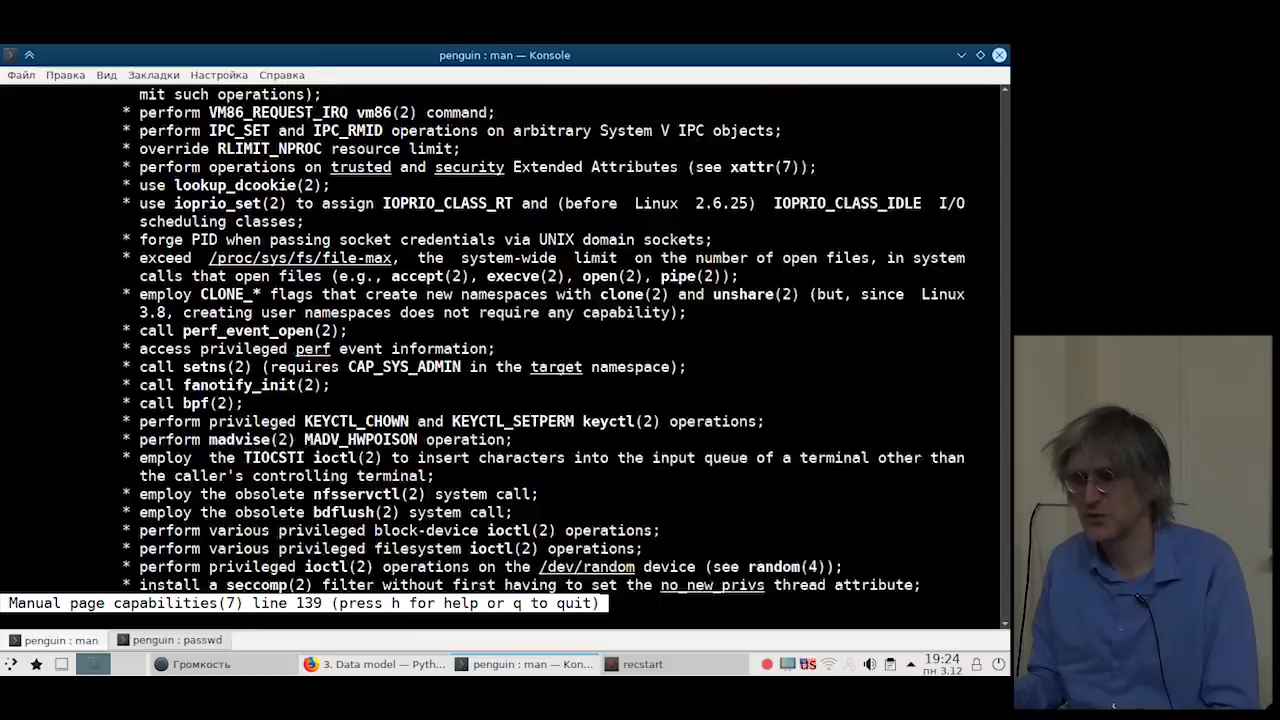 penguin : man — Konsole
Файл Правка Вид Закладки Настройка Справка
mit such operations);
* perform VM86_REQUEST_IRQ vm86(2) command;
* perform IPC_SET and IPC_RMID operations on arbitrary System V IPC objects;
* override RLIMIT_NPROC resource limit;
* perform operations on trusted and security Extended Attributes (see xattr(7));
* use lookup_dcookie(2);
* use ioprio_set(2) to assign IOPRIO_CLASS_RT and (before Linux 2.6.25) IOPRIO_CLASS_IDLE I/O
scheduling classes;
* forge PID when passing socket credentials via UNIX domain sockets;
* exceed /proc/sys/fs/file-max, the system-wide limit on the number of open files, in system
calls that open files (e.g., accept(2), execve(2), open(2), pipe(2));
* employ CLONE_* flags that create new namespaces with clone(2) and unshare(2) (but, since Linux
3.8, creating user namespaces does not require any capability);
* call perf_event_open(2);
* access privileged perf event information;
* call setns(2) (requires CAP_SYS_ADMIN in the target namespace);
* call fanotify_init(2);
* call bpf(2);
* perform privileged KEYCTL_CHOWN and KEYCTL_SETPERM keyctl(2) operations;
* perform madvise(2) MADV_HWPOISON operation;
* employ the TIOCSTI ioctl(2) to insert characters into the input queue of a terminal other than
the caller's controlling terminal;
* employ the obsolete nfsservctl(2) system call;
* employ the obsolete bdflush(2) system call;
* perform various privileged block-device ioctl(2) operations;
* perform various privileged filesystem ioctl(2) operations;
* perform privileged ioctl(2) operations on the /dev/random device (see random(4));
* install a seccomp(2) filter without first having to set the no_new_privs thread attribute;
Manual page capabilities(7) line 139 (press h for help or q to quit)
penguin : man penguin : passwd
Громкость 3. Data model — Pyth... penguin : man — Kon... recstart US 19:24
пн 3.12